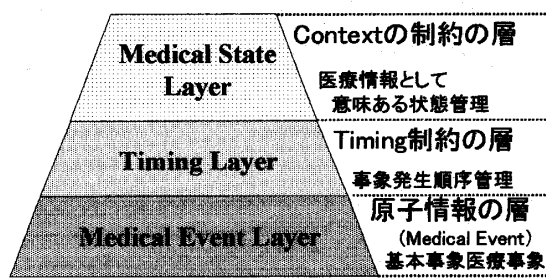 Medical State
Layer
Contextの制約の層
医療情報として
意味ある状態管理
Timing Layer
Timing制約の層
事象発生順序管理
Medical Event Layer
原子情報の層
(Medical Event)
基本事象医療事象